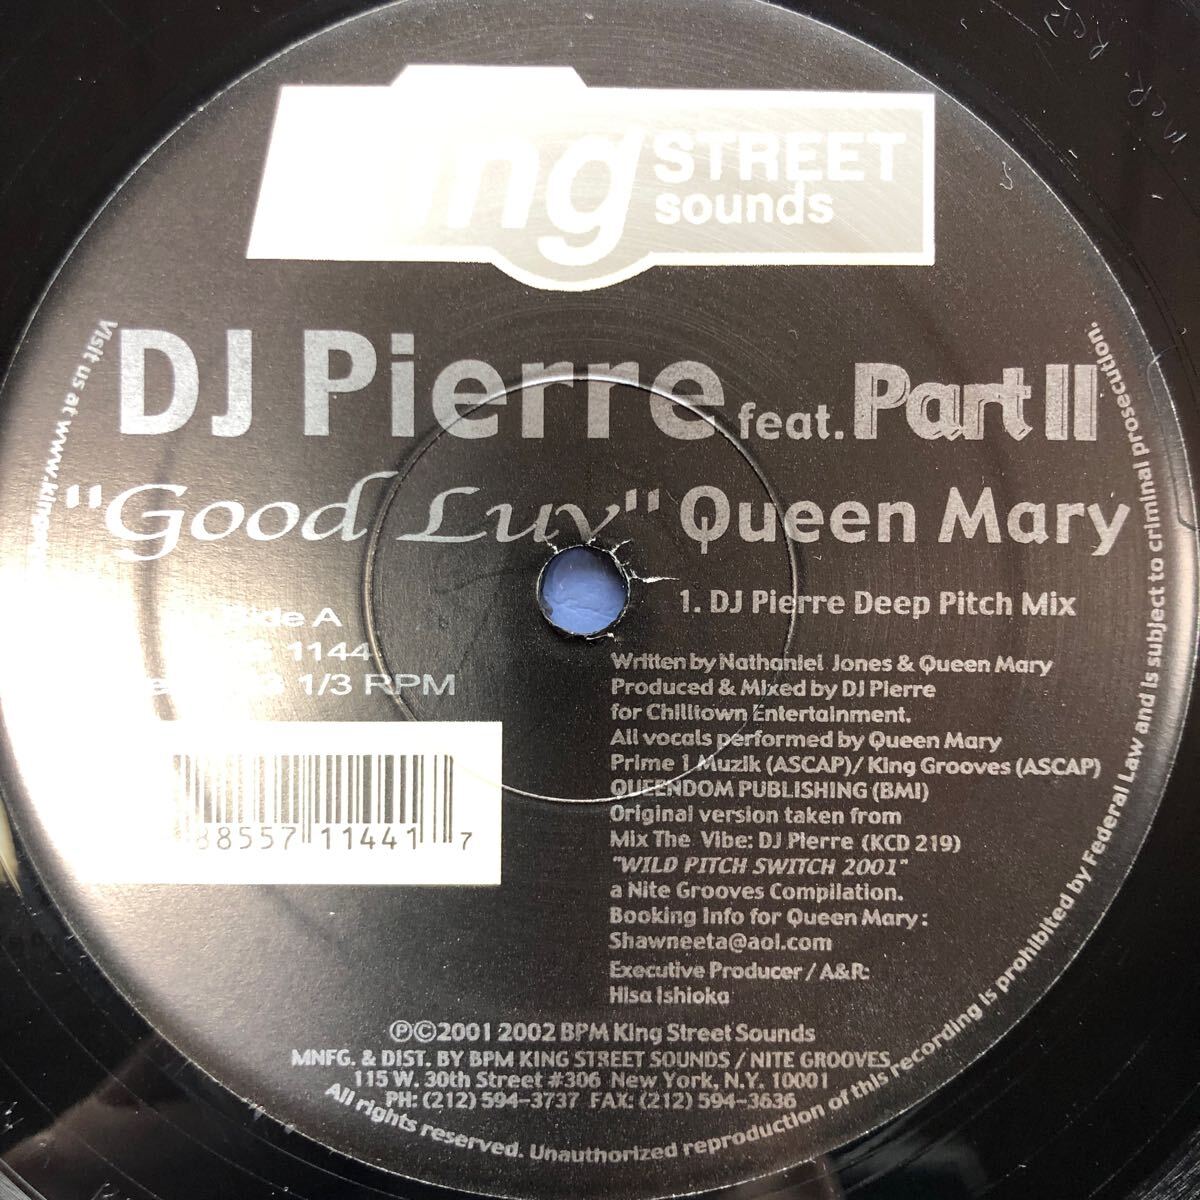 King STREET
sounds
DJ Pierre feat. Part II
"Good Luv" Queen Mary
Side A
1144
1/3 RPM
1. DJ Pierre Deep Pitch Mix
Written by Nathaniel Jones & Queen Mary
Produced & Mixed by DJ Pierre
for Chilltown Entertainment.
All vocals performed by Queen Mary
Prime 1 Muzik (ASCAP)/ King Grooves (ASCAP)
QUEENDOM PUBLISHING (BMI)
Original version taken from
Mix The Vibe: DJ Pierre (KCD 219)
"WILD PITCH SWITCH 2001"
a Nite Grooves Compilation.
Booking Info for Queen Mary:
Shawneeta@aol.com
Executive Producer / A&R:
Hisa Ishioka
88557 11441 7
℗©2001 2002 BPM King Street Sounds
MNFG. & DIST. BY BPM KING STREET SOUNDS / NITE GROOVES
115 W. 30th Street #306 New York, N.Y. 10001
PH: (212) 594-3737 FAX: (212) 594-3636
Visit us at www.king
All rights reserved. Unauthorized reproduction of this recording is prohibited by Federal Law and is subject to criminal prosecution.